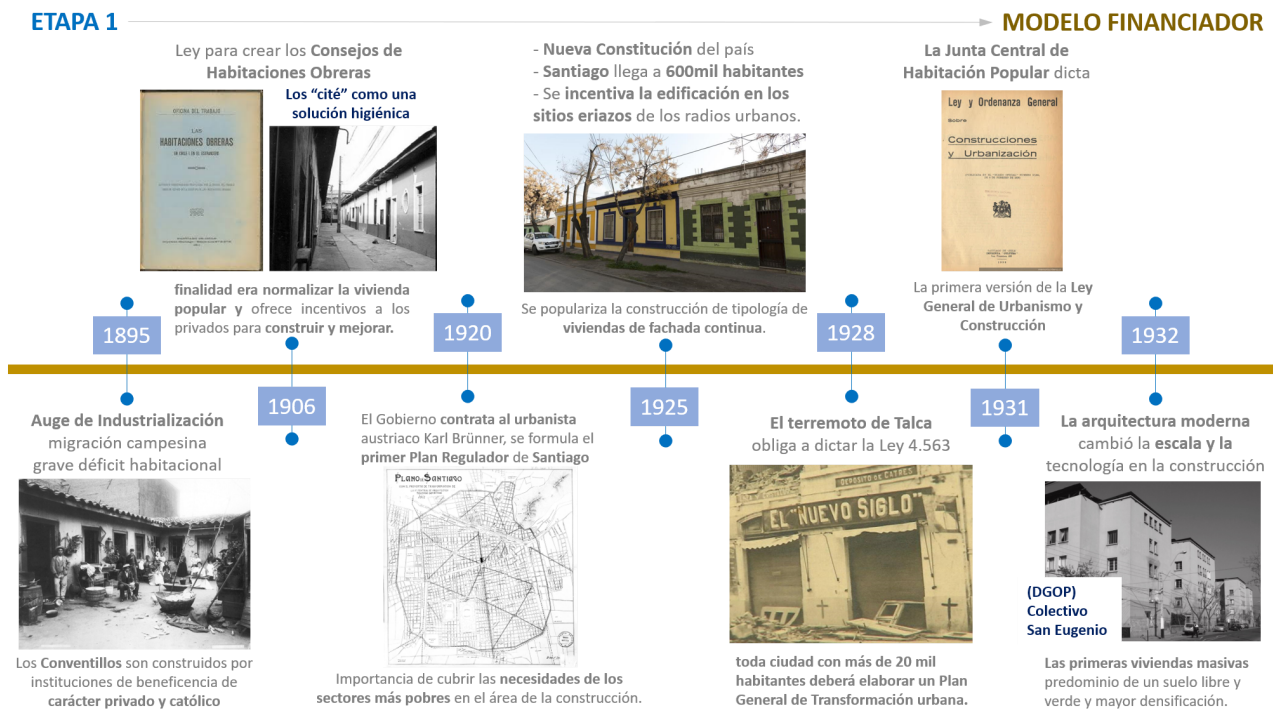 ETAPA 1
MODELO FINANCIADOR
Ley para crear los Consejos de
Habitaciones Obreras
OFICINA DEL TRABAJO
LAS
HABITACIONES OBRERAS
EN CHILE I EN EL EXTRANJERO
Los “cité” como una
solución higiénica
finalidad era normalizar la vivienda
popular y ofrece incentivos a los
privados para construir y mejorar.
- Nueva Constitución del país
- Santiago llega a 600mil habitantes
- Se incentiva la edificación en los
sitios eriazos de los radios urbanos.
Se populariza la construcción de tipología de
viviendas de fachada continua.
La Junta Central de
Habitación Popular dicta
Ley y Ordenanza General
Sobre
Construcciones
y Urbanización
La primera versión de la Ley
General de Urbanismo y
Construcción
1895
1906
1920
1925
1928
1931
1932
Auge de Industrialización
migración campesina
grave déficit habitacional
Los Conventillos son construidos por
instituciones de beneficencia de
carácter privado y católico
El Gobierno contrata al urbanista
austriaco Karl Brünner, se formula el
primer Plan Regulador de Santiago
PLANO DE SANTIAGO
Importancia de cubrir las necesidades de los
sectores más pobres en el área de la construcción.
El terremoto de Talca
obliga a dictar la Ley 4.563
DEPOSITO DE CATRES
EL "NUEVO SIGLO"
toda ciudad con más de 20 mil
habitantes deberá elaborar un Plan
General de Transformación urbana.
La arquitectura moderna
cambió la escala y la
tecnología en la construcción
(DGOP)
Colectivo
San Eugenio
Las primeras viviendas masivas
predominio de un suelo libre y
verde y mayor densificación.